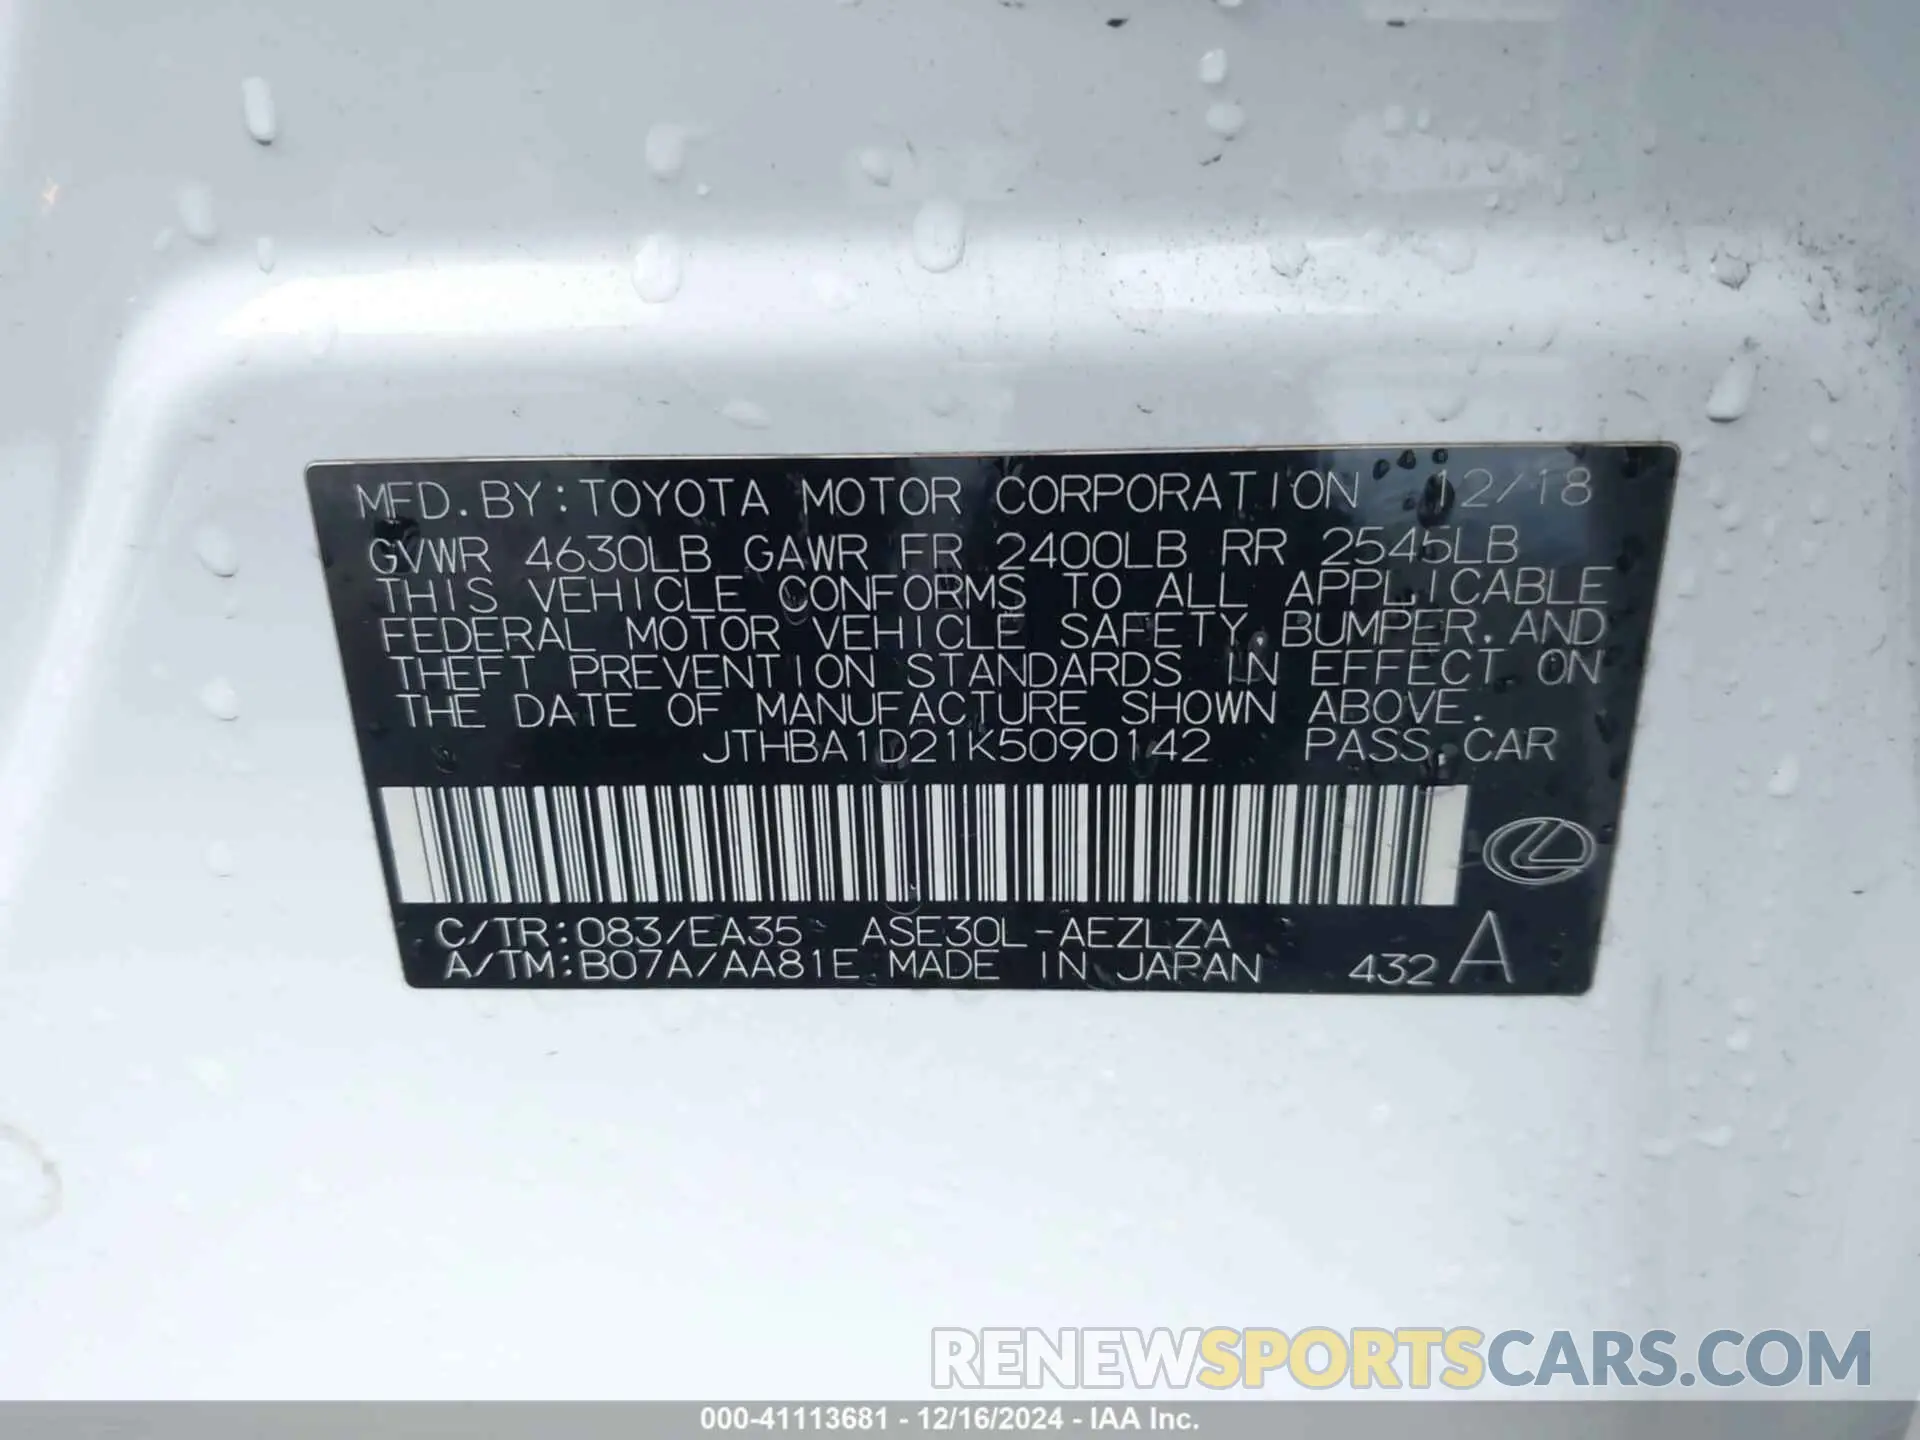 MFD. BY: TOYOTA MOTOR CORPORATION 12/18
GVWR 4630LB GAWR FR 2400LB RR 2545LB
THIS VEHICLE CONFORMS TO ALL APPLICABLE
FEDERAL MOTOR VEHICLE SAFETY, BUMPER, AND
THEFT PREVENTION STANDARDS IN EFFECT ON
THE DATE OF MANUFACTURE SHOWN ABOVE.
JTHBA1D21K5090142 PASS. CAR
C/TR: 083/EA35 ASE30L-AEZLZA
A/TM: B07A/AA81E MADE IN JAPAN 432 A
RENEWSPORTSCARS.COM
000-41113681 - 12/16/2024 - IAA Inc.